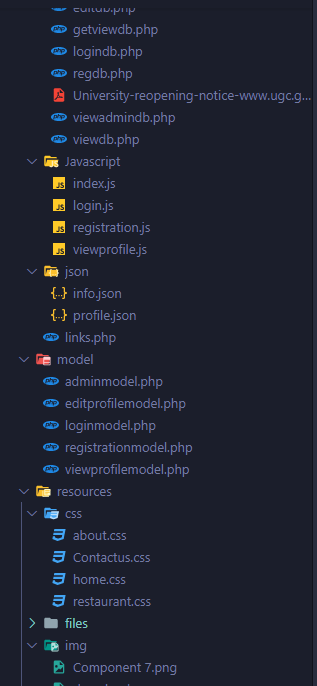 editdb.php
getviewdb.php
logindb.php
regdb.php
University-reopening-notice-www.ugc.g...
viewadmindb.php
viewdb.php
Javascript
index.js
login.js
registration.js
viewprofile.js
json
info.json
profile.json
links.php
model
adminmodel.php
editprofilemodel.php
loginmodel.php
registrationmodel.php
viewprofilemodel.php
resources
css
about.css
Contactus.css
home.css
restaurant.css
files
img
Component 7.png